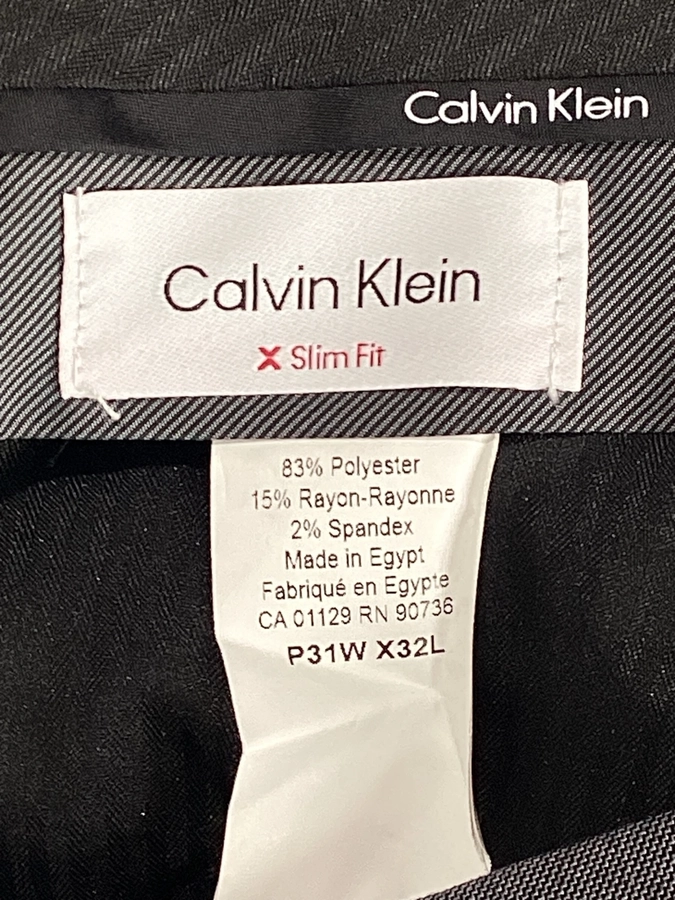 Calvin Klein
Calvin Klein
X Slim Fit
83% Polyester
15% Rayon-Rayonne
2% Spandex
Made in Egypt
Fabriqué en Egypte
CA 01129 RN 90736
P31W X32L